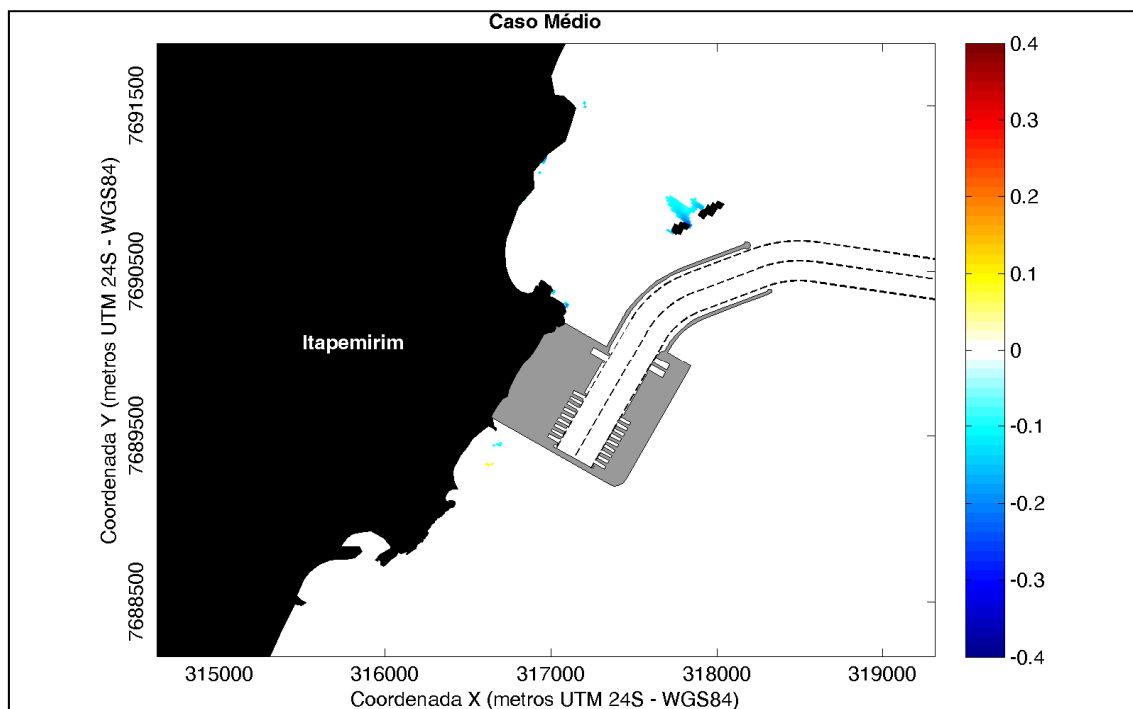 Caso Médio
Coordenada Y (metros UTM 24S - WGS84)
7691500
7690500
7689500
7688500
Itapemirim
0.4
0.3
0.2
0.1
0
-0.1
-0.2
-0.3
-0.4
315000 316000 317000 318000 319000
Coordenada X (metros UTM 24S - WGS84)